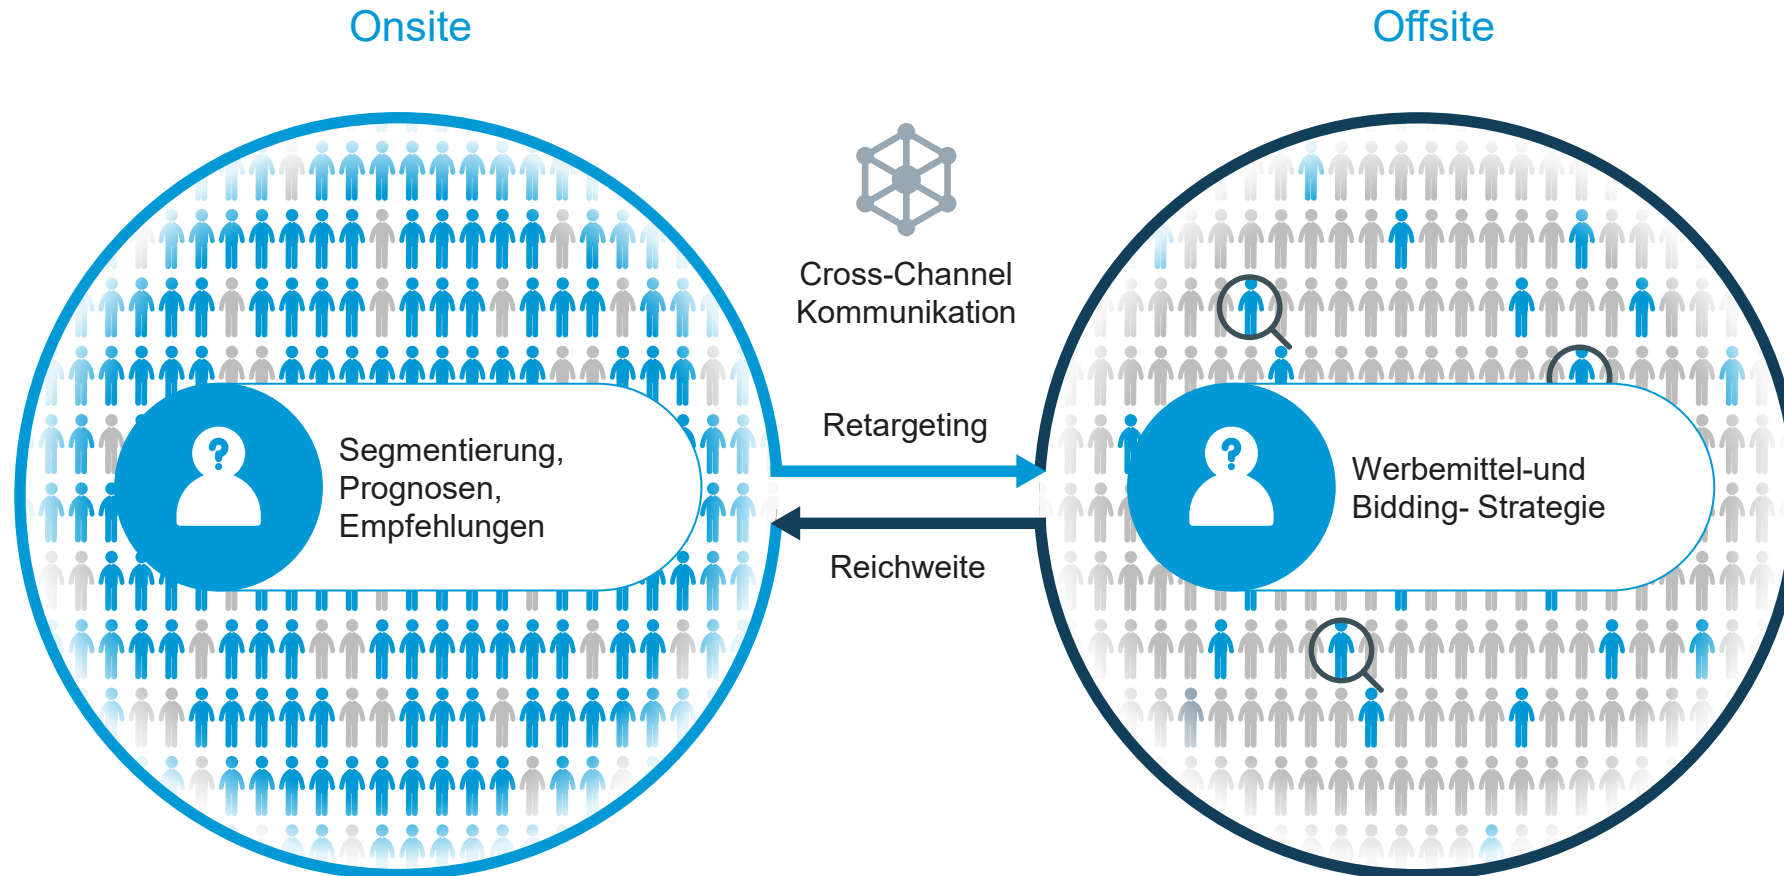 Onsite
Offsite
Cross-Channel
Kommunikation
Retargeting
Segmentierung,
Prognosen,
Empfehlungen
Werbemittel-und
Bidding- Strategie
Reichweite
?
?